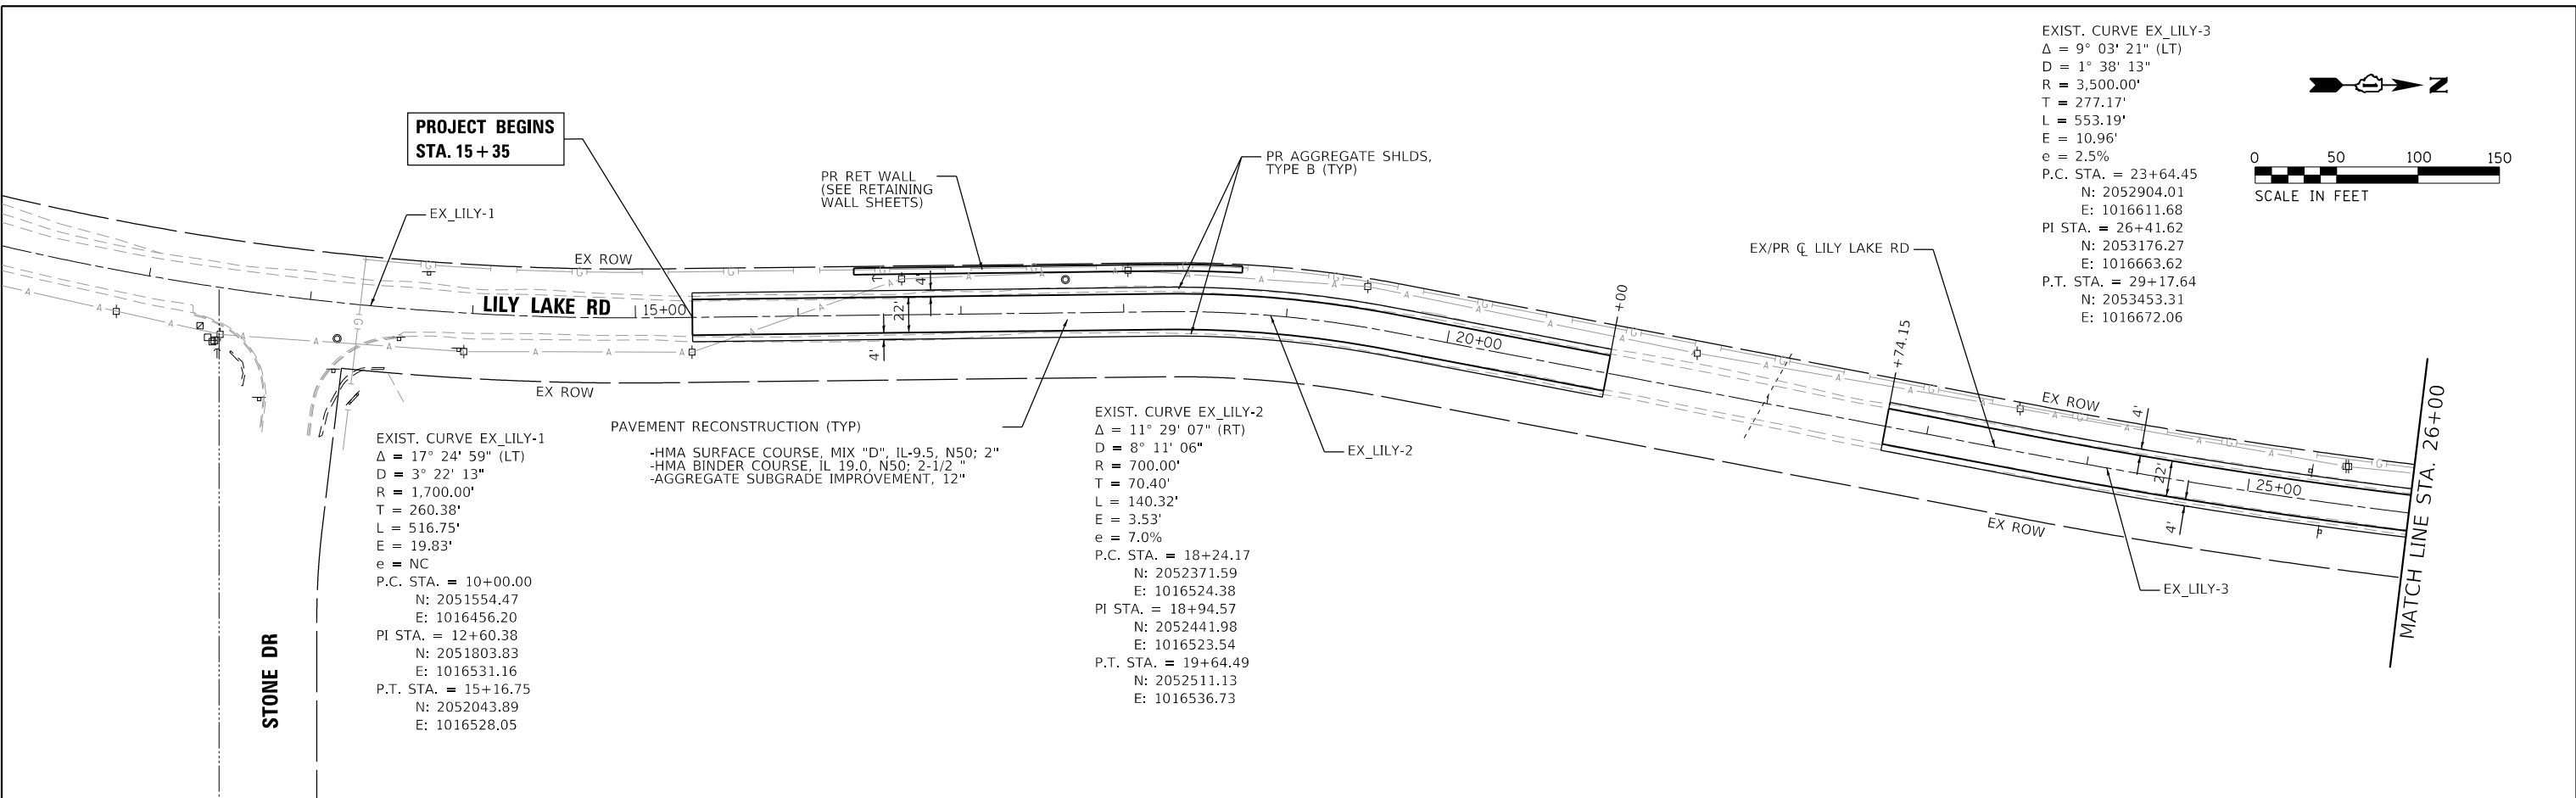 PROJECT BEGINS
STA. 15+35
EX_LILY-1
EX ROW
LILY LAKE RD
15+00
PR RET WALL
(SEE RETAINING
WALL SHEETS)
PR AGGREGATE SHLDS,
TYPE B (TYP)
4'
22'
4'
EX ROW
20+00
+00
EX/PR ℄ LILY LAKE RD
+74.15
EX ROW
4'
22'
25+00
4'
EX ROW
EX_LILY-2
EX_LILY-3
MATCH LINE STA. 26+00
STONE DR
PAVEMENT RECONSTRUCTION (TYP)
-HMA SURFACE COURSE, MIX "D", IL-9.5, N50; 2"
-HMA BINDER COURSE, IL 19.0, N50; 2-1/2 "
-AGGREGATE SUBGRADE IMPROVEMENT, 12"
EXIST. CURVE EX_LILY-1
Δ = 17° 24' 59" (LT)
D = 3° 22' 13"
R = 1,700.00'
T = 260.38'
L = 516.75'
E = 19.83'
e = NC
P.C. STA. = 10+00.00
N: 2051554.47
E: 1016456.20
PI STA. = 12+60.38
N: 2051803.83
E: 1016531.16
P.T. STA. = 15+16.75
N: 2052043.89
E: 1016528.05
EXIST. CURVE EX_LILY-2
Δ = 11° 29' 07" (RT)
D = 8° 11' 06"
R = 700.00'
T = 70.40'
L = 140.32'
E = 3.53'
e = 7.0%
P.C. STA. = 18+24.17
N: 2052371.59
E: 1016524.38
PI STA. = 18+94.57
N: 2052441.98
E: 1016523.54
P.T. STA. = 19+64.49
N: 2052511.13
E: 1016536.73
EXIST. CURVE EX_LILY-3
Δ = 9° 03' 21" (LT)
D = 1° 38' 13"
R = 3,500.00'
T = 277.17'
L = 553.19'
E = 10.96'
e = 2.5%
P.C. STA. = 23+64.45
N: 2052904.01
E: 1016611.68
PI STA. = 26+41.62
N: 2053176.27
E: 1016663.62
P.T. STA. = 29+17.64
N: 2053453.31
E: 1016672.06
N
0 50 100 150
SCALE IN FEET